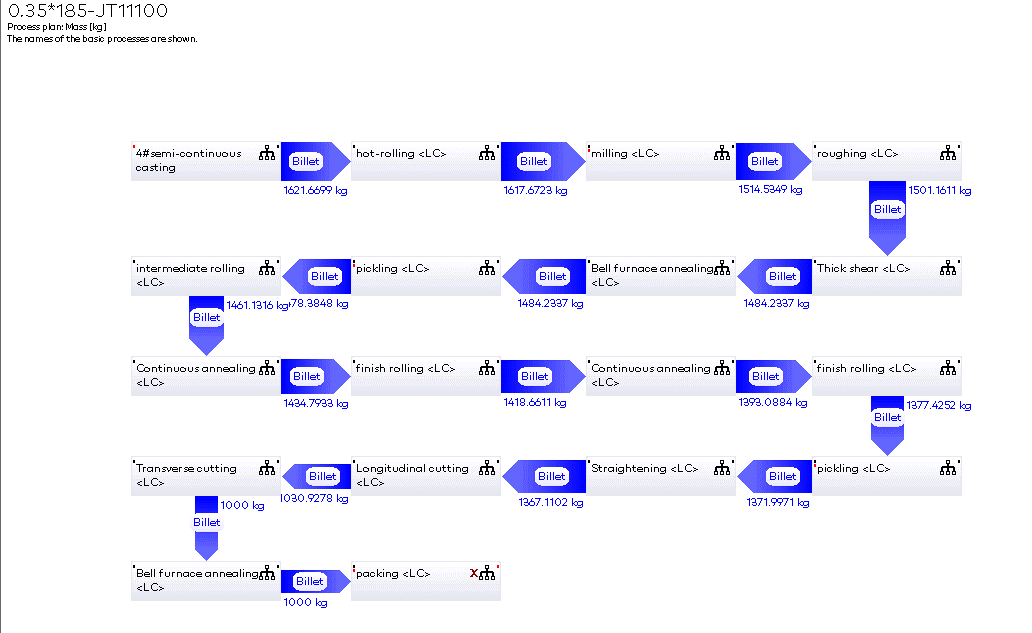 0.35*185-JT11100
Process plan: Mass [kg]
The names of the basic processes are shown.
4#semi-continuous
casting
Billet
hot-rolling <LC>
Billet
milling <LC>
Billet
roughing <LC>
1621.6699 kg
1617.6723 kg
1514.5349 kg
1501.1611 kg
Billet
intermediate rolling
<LC>
Billet
pickling <LC>
Billet
Bell furnace annealing
<LC>
Billet
Thick shear <LC>
1461.1316 kg
78.3848 kg
1484.2337 kg
1484.2337 kg
Billet
Continuous annealing
<LC>
Billet
finish rolling <LC>
Billet
Continuous annealing
<LC>
Billet
finish rolling <LC>
1434.7933 kg
1418.6611 kg
1393.0884 kg
1377.4252 kg
Billet
Transverse cutting
<LC>
Billet
Longitudinal cutting
<LC>
Billet
Straightening <LC>
Billet
pickling <LC>
1000 kg
1030.9278 kg
1367.1102 kg
1371.9971 kg
Billet
Bell furnace annealing
<LC>
Billet
packing <LC>
X
1000 kg